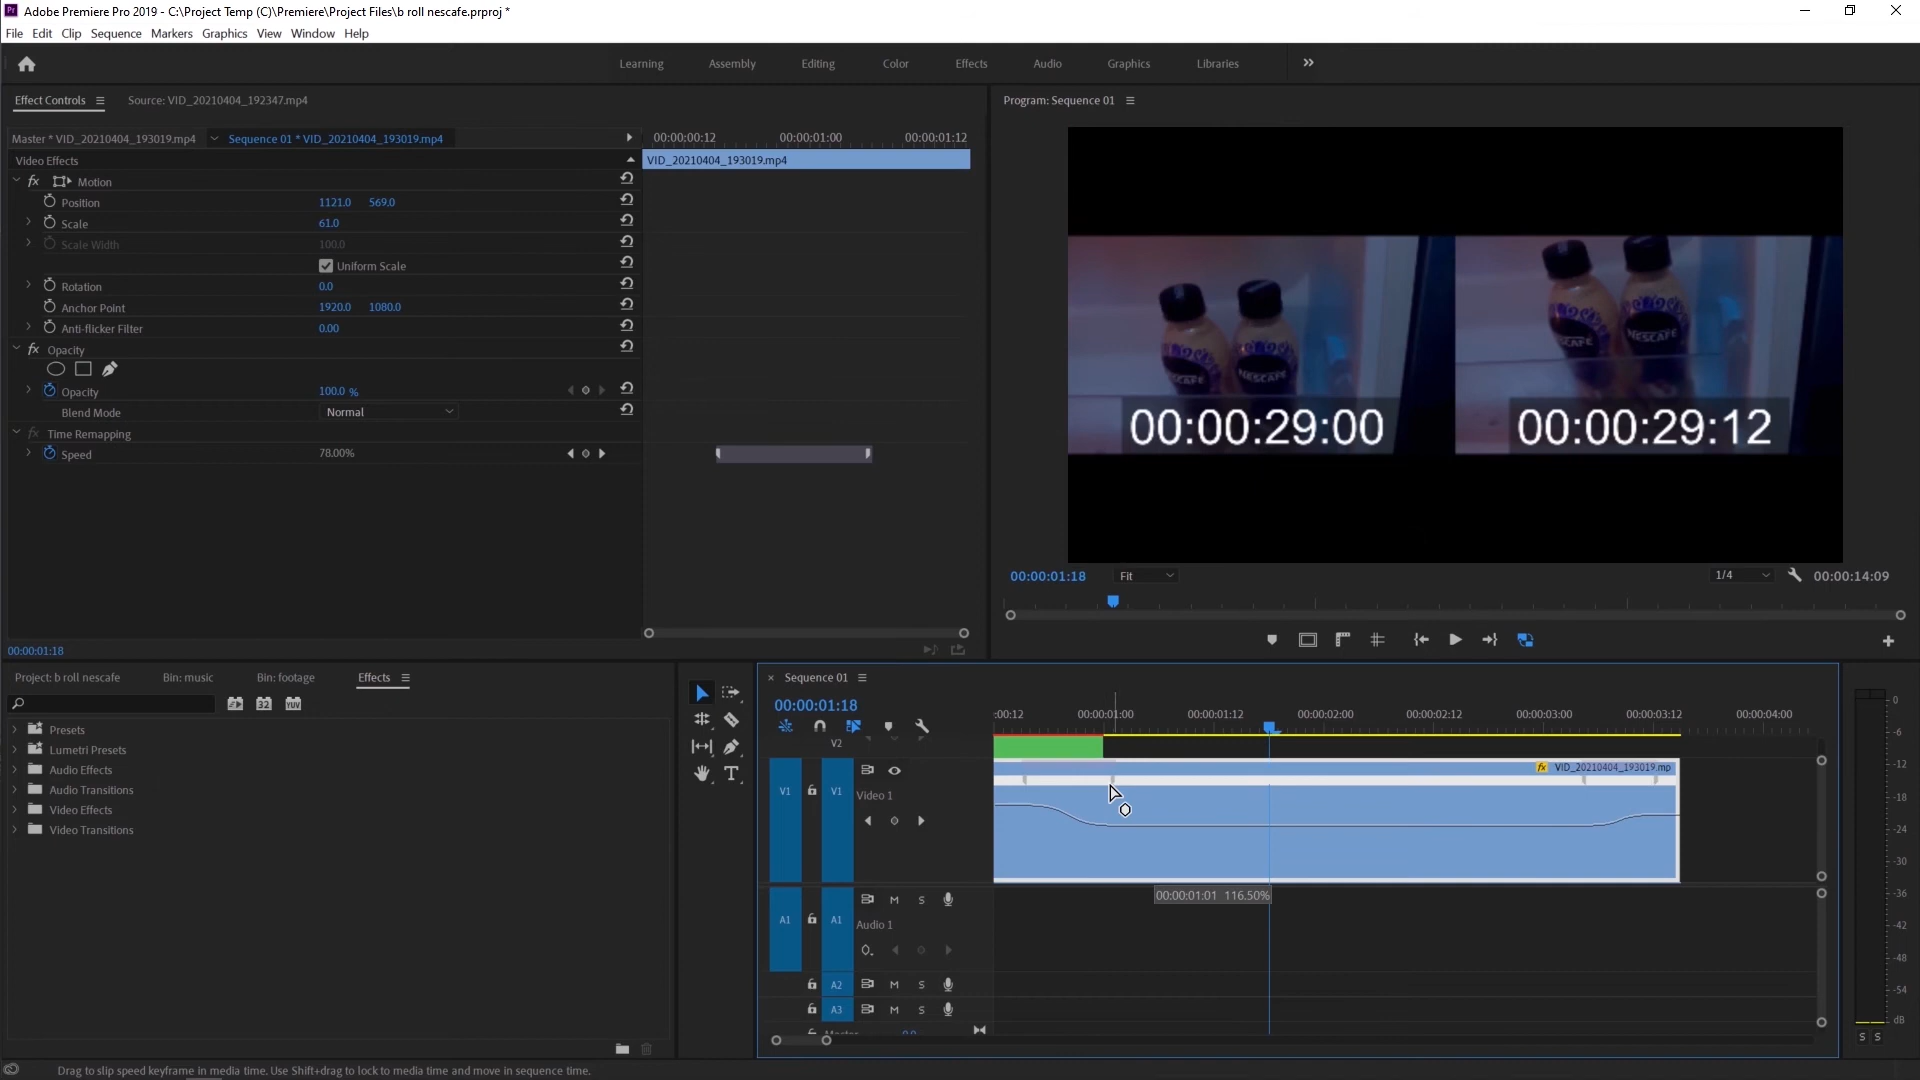 Adobe Premiere Pro 2019 - C:\Project Temp (C)\Premiere\Project Files\b roll nescafe.prproj *
File Edit Clip Sequence Markers Graphics View Window Help
Learning Assembly Editing Color Effects Audio Graphics Libraries
Effect Controls Source: VID_20210404_192347.mp4
Program: Sequence 01
Master * VID_20210404_193019.mp4 Sequence 01 * VID_20210404_193019.mp4
00:00:00:12 00:00:01:00 00:00:01:12
Video Effects
VID_20210404_193019.mp4
fx Motion
Position 1121.0 569.0
Scale 61.0
Scale Width 100.0
Uniform Scale
Rotation 0.0
Anchor Point 1920.0 1080.0
Anti-flicker Filter 0.00
fx Opacity
Opacity 100.0 %
Blend Mode Normal
fx Time Remapping
Speed 78.00%
NESCAFE NESCAFE NESCAFE NESCAFE
00:00:29:00 00:00:29:12
00:00:01:18 Fit 1/4 00:00:14:09
00:00:01:18
Project: b roll nescafe Bin: music Bin: footage Effects
32 YUV
Presets
Lumetri Presets
Audio Effects
Audio Transitions
Video Effects
Video Transitions
× Sequence 01
00:00:01:18
:00:12 00:00:01:00 00:00:01:12 00:00:02:00 00:00:02:12 00:00:03:00 00:00:03:12 00:00:04:00
V2
fx VID_20210404_193019.mp
V1 V1 Video 1
00:00:01:01 116.50%
M S
A1 A1 Audio 1
A2 M S
A3 M S
Master 0.0
0
-6
-12
-18
-24
-30
-36
-42
-48
-54
dB
S S
Drag to slip speed keyframe in media time. Use Shift+drag to lock to media time and move in sequence time.